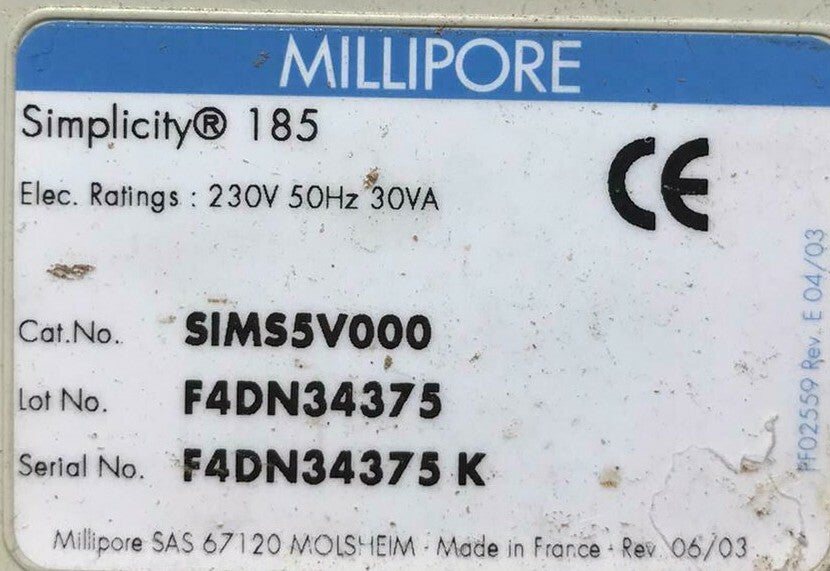 MILLIPORE
Simplicity® 185
Elec. Ratings : 230V 50Hz 30VA
CE
Cat.No. SIMS5V000
Lot No. F4DN34375
Serial No. F4DN34375 K
Millipore SAS 67120 MOLSHEIM - Made in France - Rev. 06/03
PF02559 Rev. E 04/03